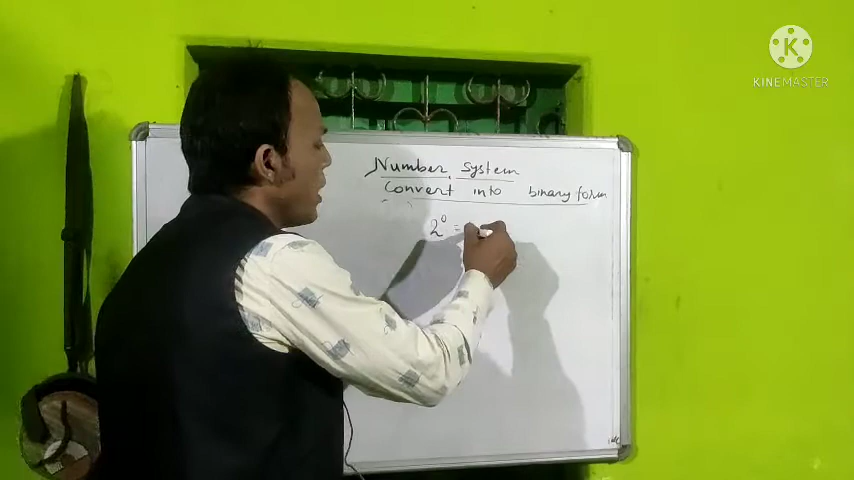 Number system
Convert into binary form
2⁰ =
K
KINEMASTER